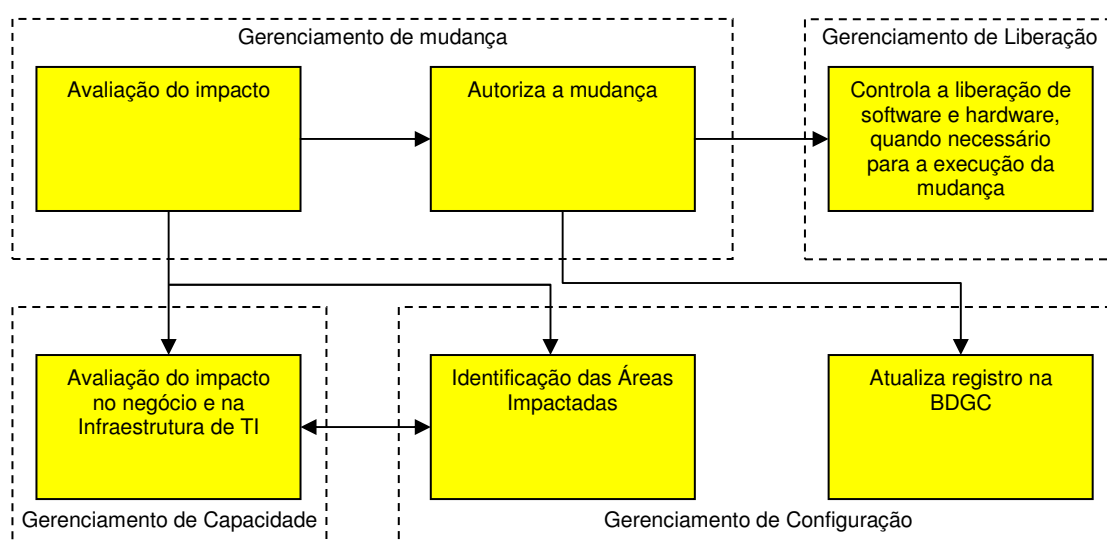 Gerenciamento de mudança
Gerenciamento de Liberação
Avaliação do impacto
Autoriza a mudança
Controla a liberação de
software e hardware,
quando necessário
para a execução da
mudança
Avaliação do impacto
no negócio e na
Infraestrutura de TI
Identificação das Áreas
Impactadas
Atualiza registro na
BDGC
Gerenciamento de Capacidade
Gerenciamento de Configuração